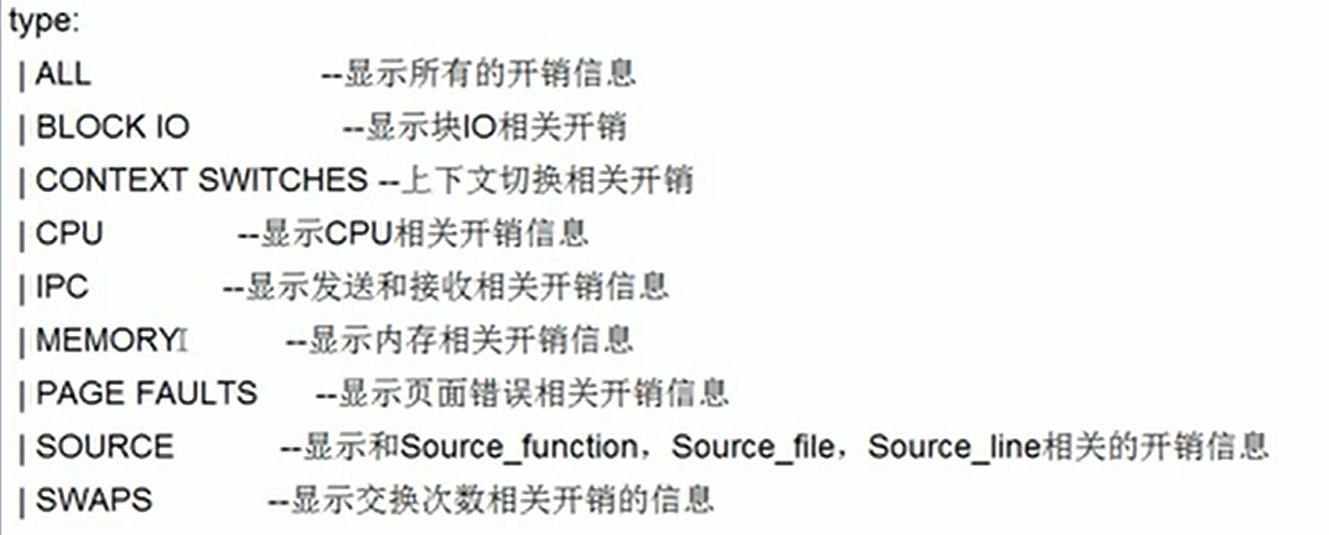 type:
| ALL --显示所有的开销信息
| BLOCK IO --显示块IO相关开销
| CONTEXT SWITCHES --上下文切换相关开销
| CPU --显示CPU相关开销信息
| IPC --显示发送和接收相关开销信息
| MEMORY --显示内存相关开销信息
| PAGE FAULTS --显示页面错误相关开销信息
| SOURCE --显示和Source_function，Source_file，Source_line相关的开销信息
| SWAPS --显示交换次数相关开销的信息